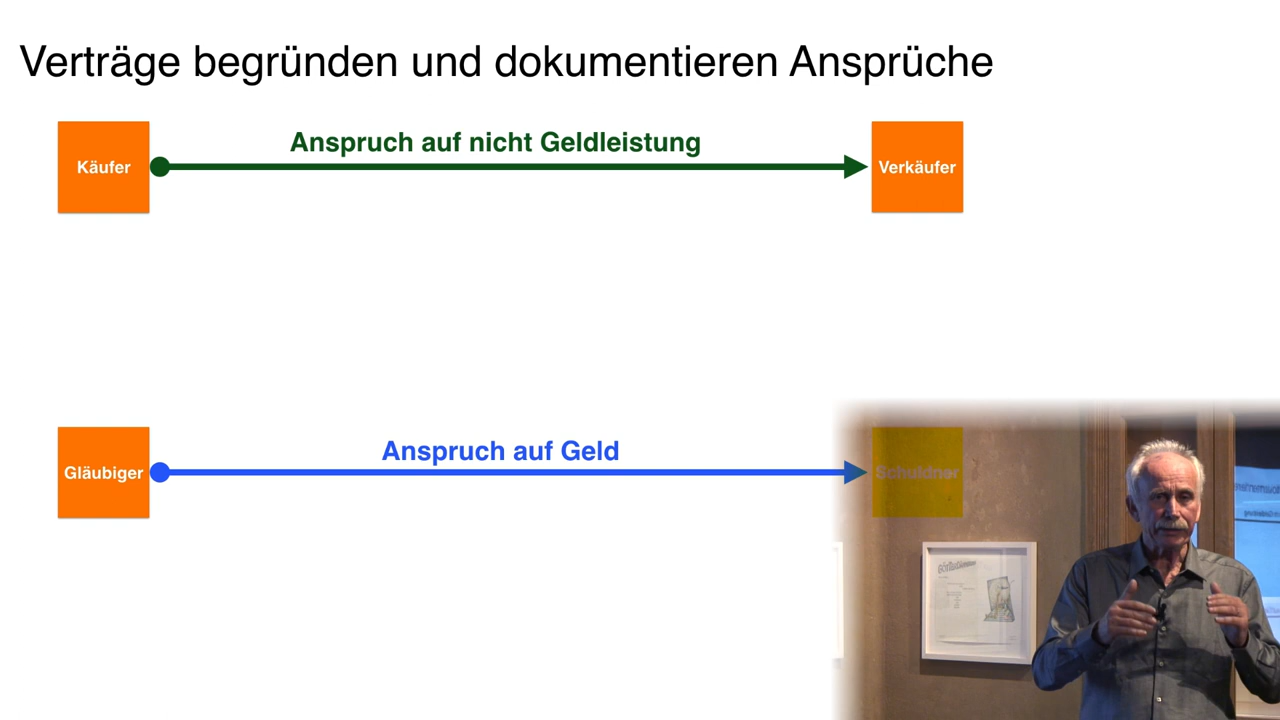 Verträge begründen und dokumentieren Ansprüche
Anspruch auf nicht Geldleistung
Käufer
Verkäufer
Anspruch auf Geld
Gläubiger
Schuldner